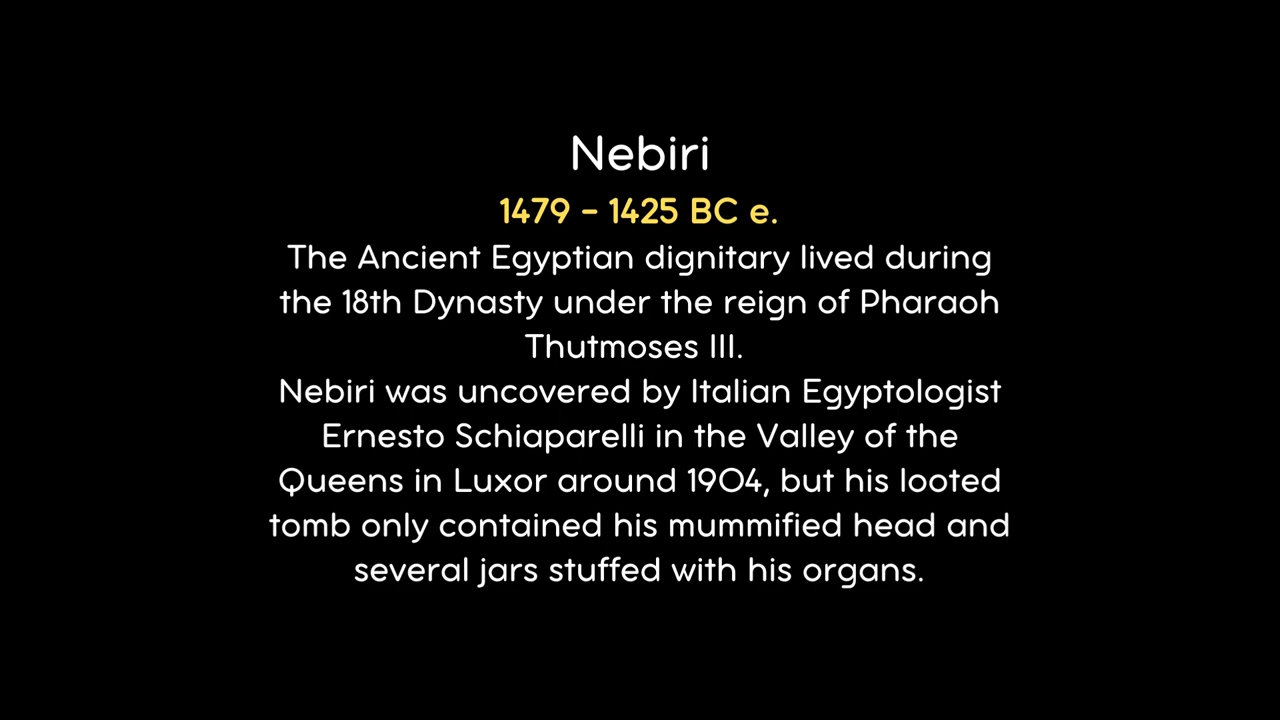 Nebiri
1479 - 1425 BC e.
The Ancient Egyptian dignitary lived during
the 18th Dynasty under the reign of Pharaoh
Thutmoses III.
Nebiri was uncovered by Italian Egyptologist
Ernesto Schiaparelli in the Valley of the
Queens in Luxor around 1904, but his looted
tomb only contained his mummified head and
several jars stuffed with his organs.